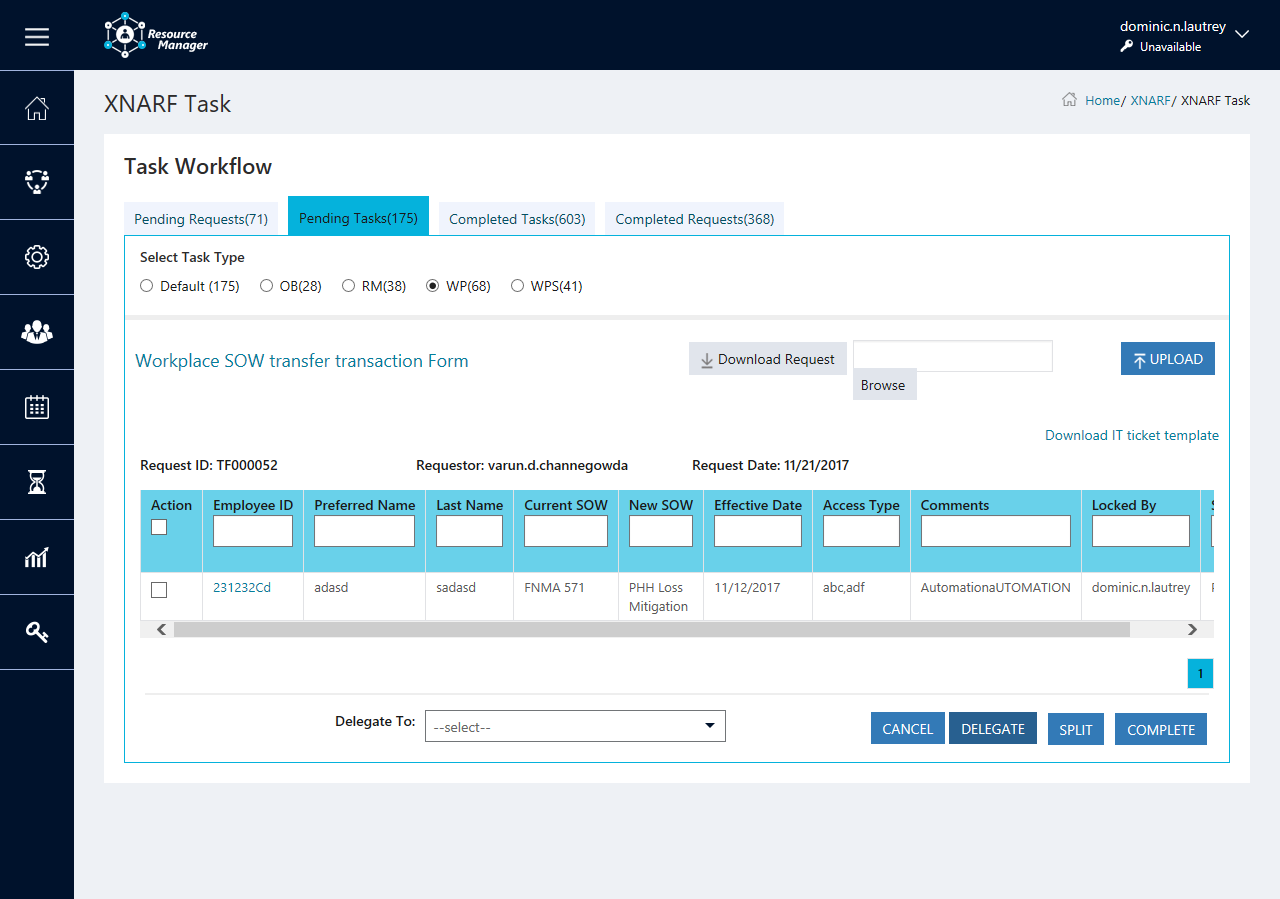 Resource
Manager
dominic.n.lautrey
Unavailable
XNARF Task
Home/ XNARF/ XNARF Task
Task Workflow
Pending Requests(71)
Pending Tasks(175)
Completed Tasks(603)
Completed Requests(368)
Select Task Type
Default (175) OB(28) RM(38) WP(68) WPS(41)
Workplace SOW transfer transaction Form
Download Request
Browse
UPLOAD
Download IT ticket template
Request ID: TF000052 Requestor: varun.d.channegowda Request Date: 11/21/2017
Action Employee ID Preferred Name Last Name Current SOW New SOW Effective Date Access Type Comments Locked By
231232Cd adasd sadasd FNMA 571 PHH Loss 11/12/2017 abc,adf AutomationaUTOMATION dominic.n.lautrey
Mitigation
1
Delegate To: --select--
CANCEL DELEGATE SPLIT COMPLETE